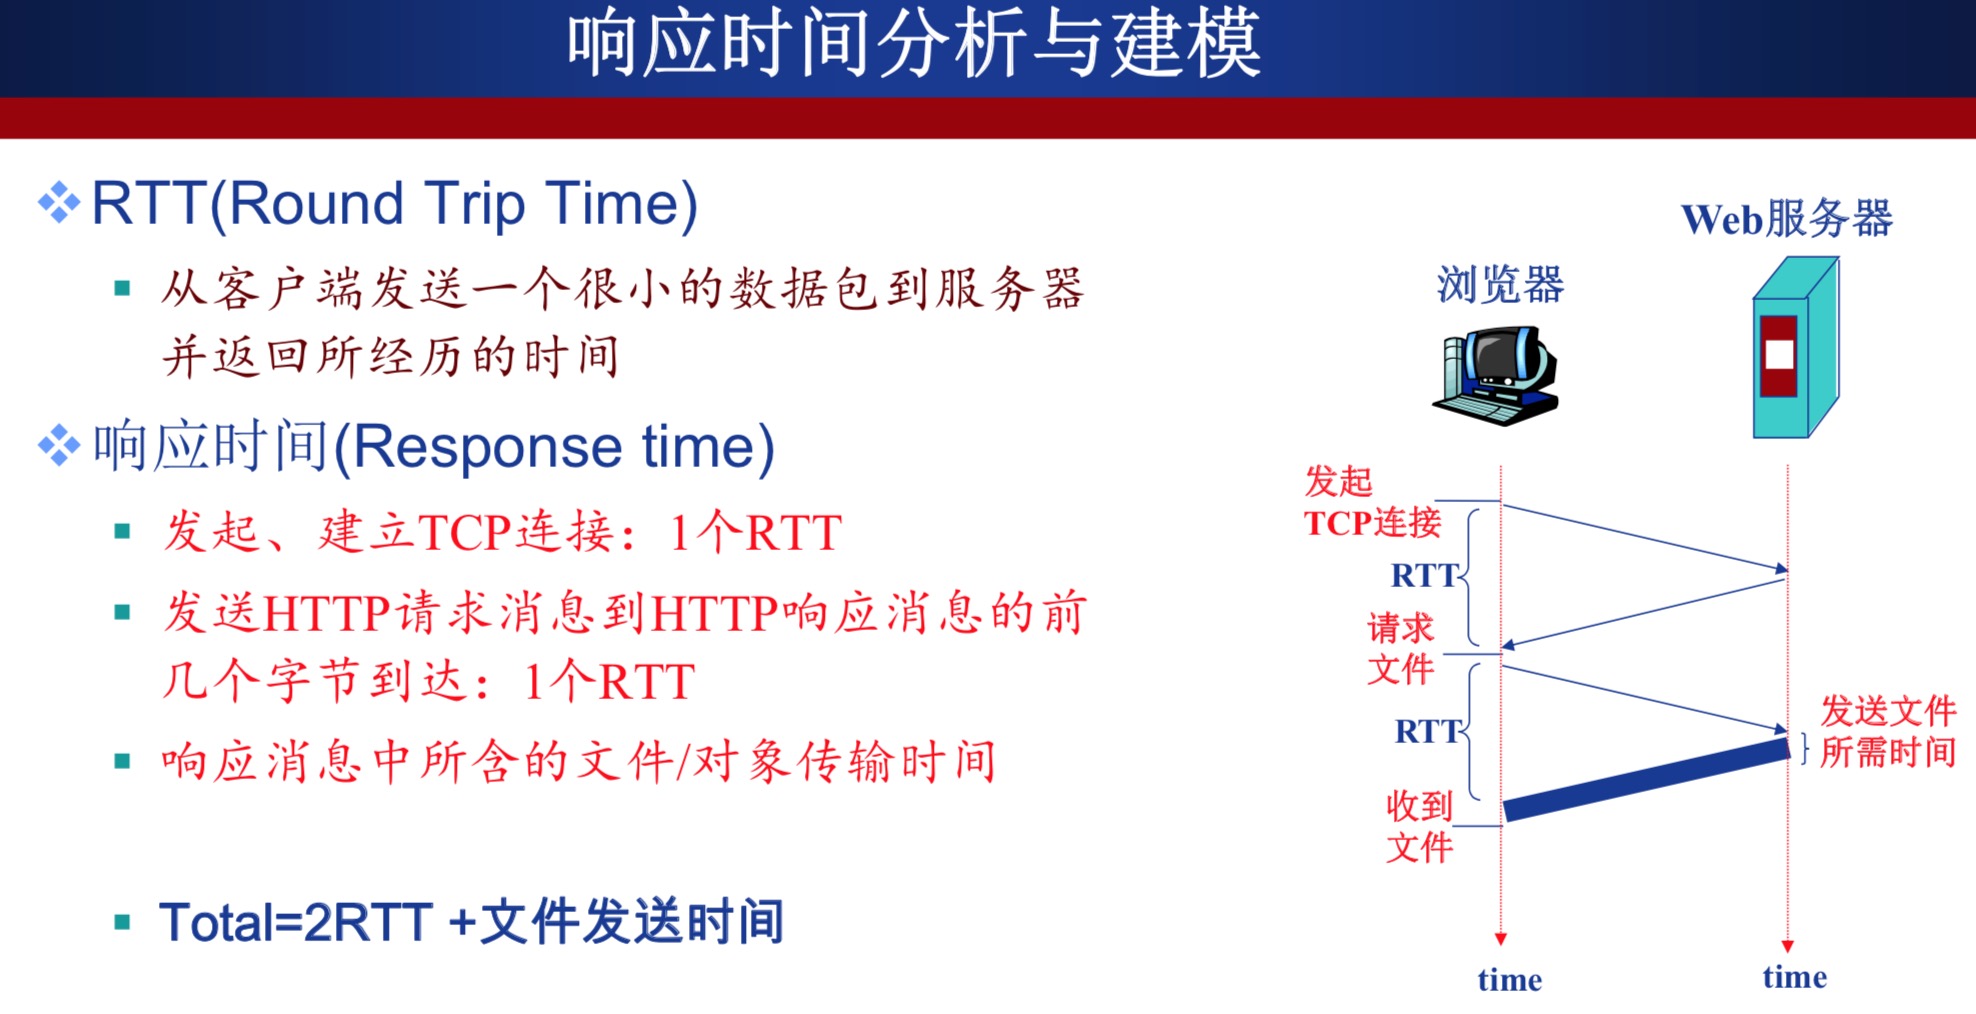 响应时间分析与建模
RTT(Round Trip Time)
从客户端发送一个很小的数据包到服务器
并返回所经历的时间
响应时间(Response time)
发起、建立TCP连接：1个RTT
发送HTTP请求消息到HTTP响应消息的前
几个字节到达：1个RTT
响应消息中所含的文件/对象传输时间
Total=2RTT +文件发送时间
Web服务器
浏览器
发起
TCP连接
RTT
请求
文件
RTT
发送文件
所需时间
收到
文件
time
time